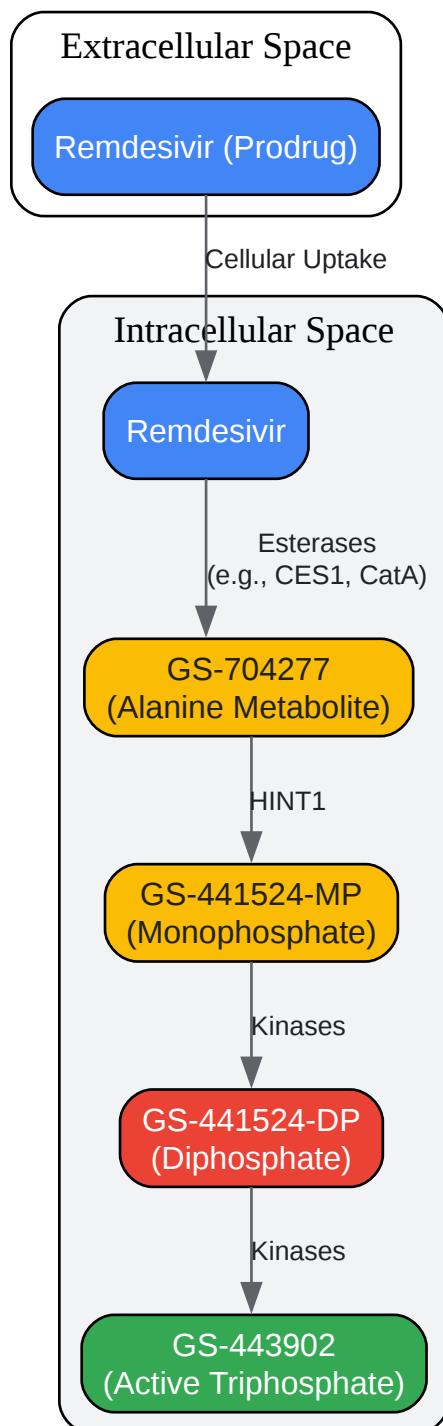 Extracellular Space
Remdesivir (Prodrug)
Cellular Uptake
Intracellular Space
Remdesivir
Esterases
(e.g., CES1, CatA)
GS-704277
(Alanine Metabolite)
HINT1
GS-441524-MP
(Monophosphate)
Kinases
GS-441524-DP
(Diphosphate)
Kinases
GS-443902
(Active Triphosphate)